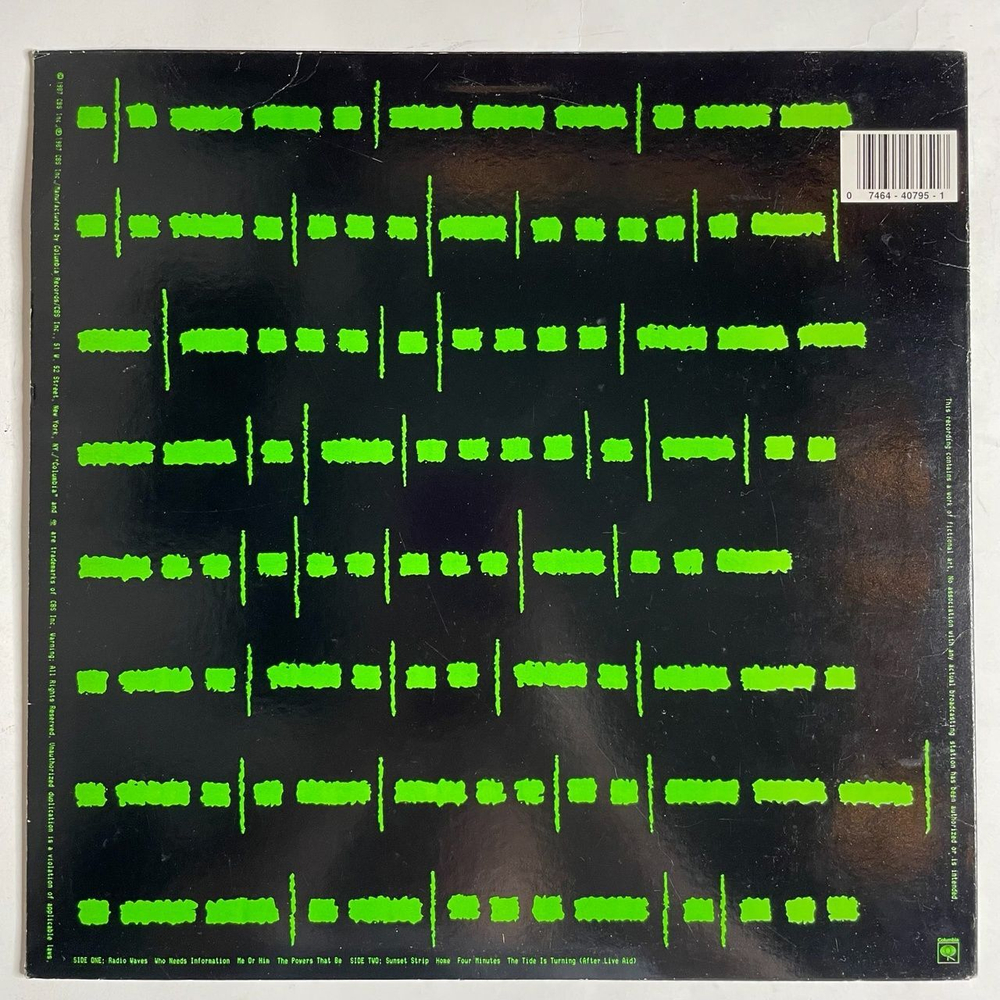 0 7464 - 40795 - 1
℗ 1987 CBS Inc./© 1987 CBS Inc./Manufactured by Columbia Records/CBS Inc. 51 W 52 Street, New York, NY/"Columbia" and are trademarks of CBS Inc. Warning: All Rights Reserved. Unauthorized duplication is a violation of applicable laws.
This recording contains a work of fictional art. No association with any actual broadcasting station has been authorized or is intended.
Columbia
SIDE ONE: Radio Waves Who Needs Information Me Or Him The Powers That Be SIDE TWO: Sunset Strip Home Four Minutes The Tide Is Turning (After Live Aid)